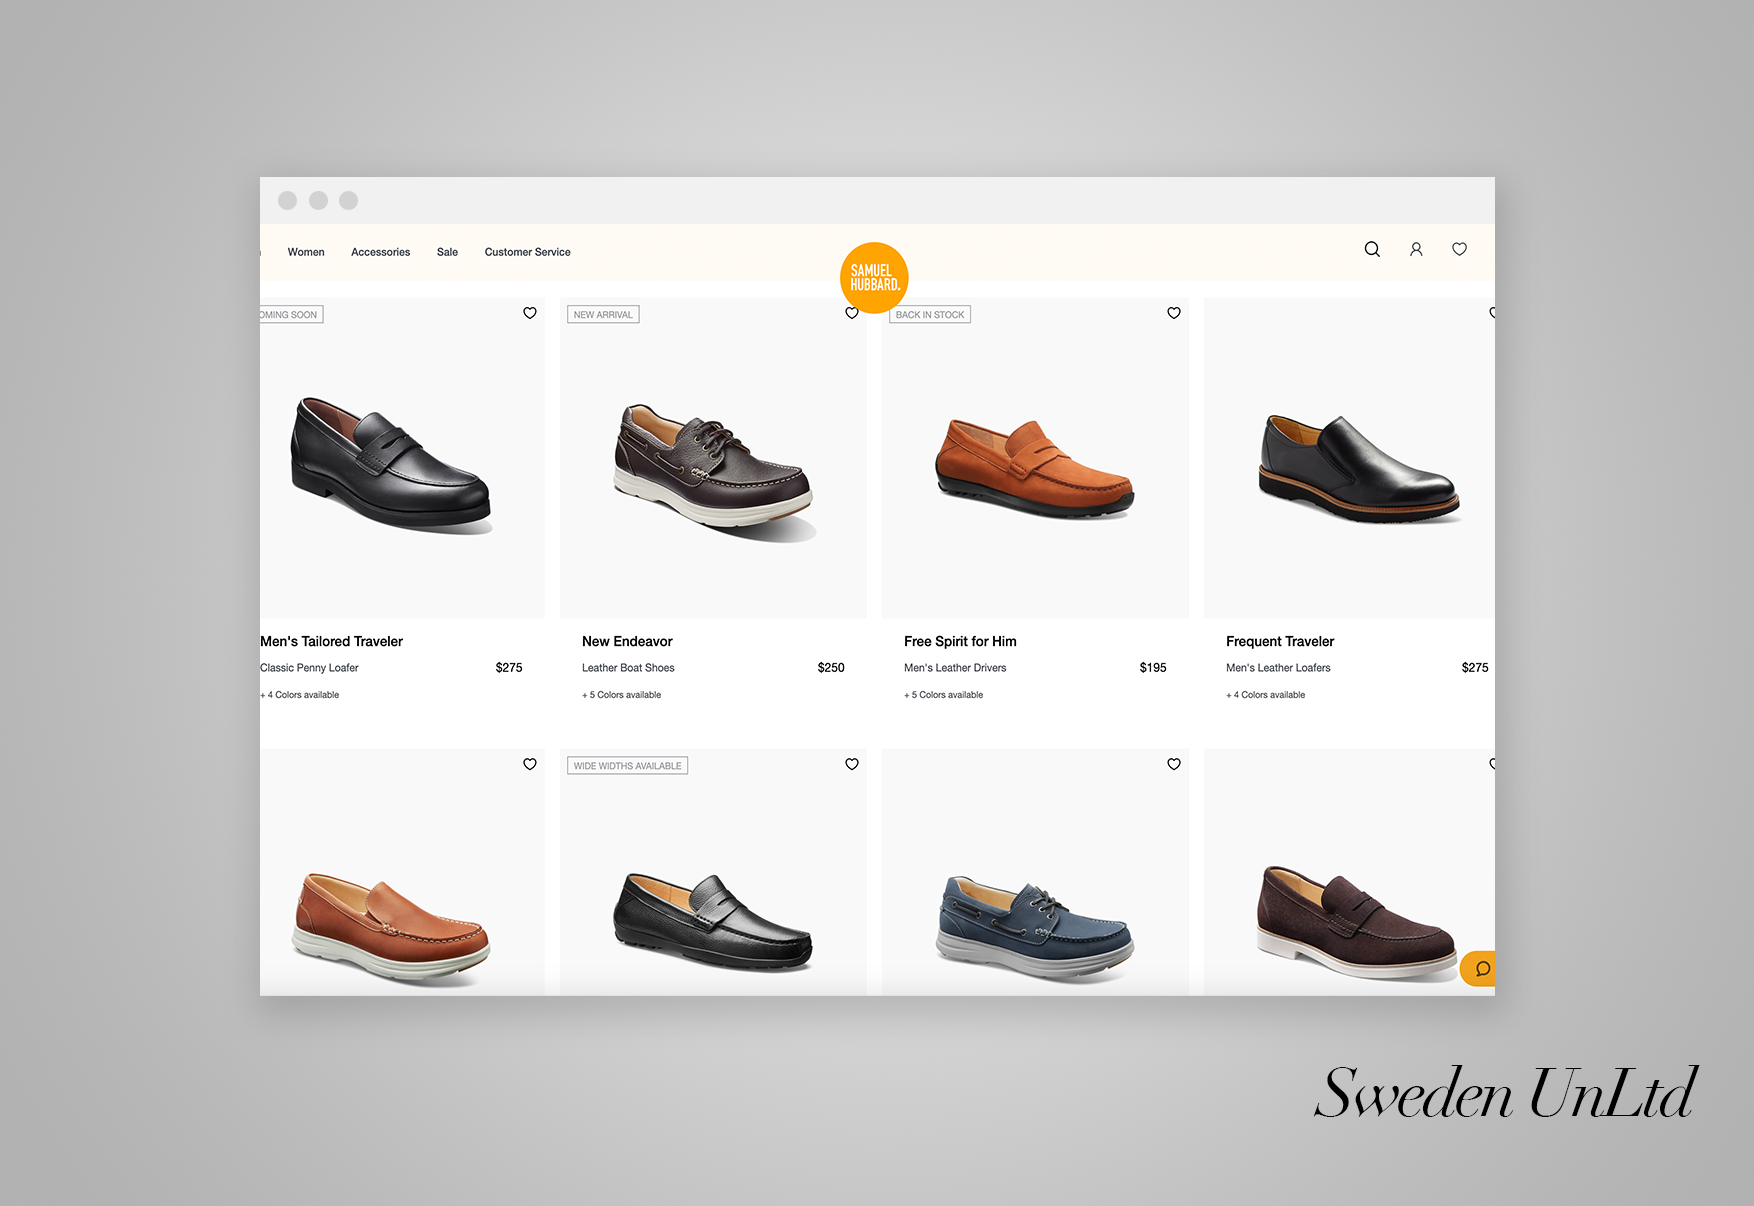 Women Accessories Sale Customer Service
SAMUEL
HUBBARD.
OMING SOON
NEW ARRIVAL
BACK IN STOCK
Men's Tailored Traveler
Classic Penny Loafer $275
+ 4 Colors available
New Endeavor
Leather Boat Shoes $250
+ 5 Colors available
Free Spirit for Him
Men's Leather Drivers $195
+ 5 Colors available
Frequent Traveler
Men's Leather Loafers $275
+ 4 Colors available
WIDE WIDTHS AVAILABLE
Sweden UnLtd